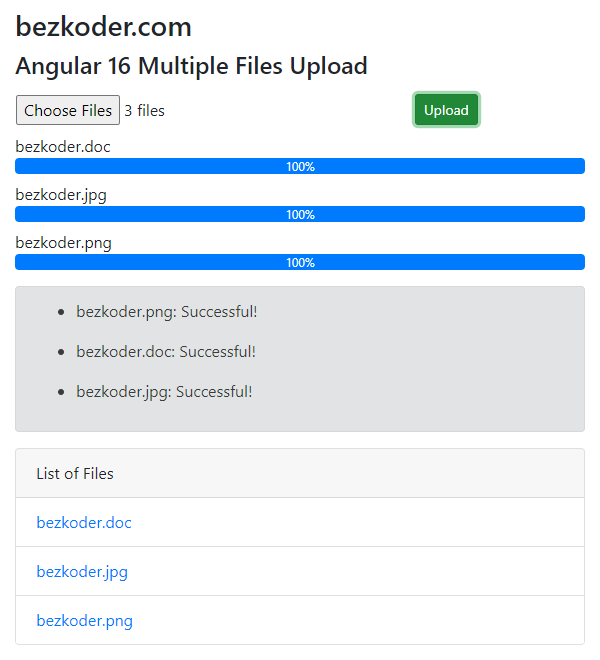 bezkoder.com
Angular 16 Multiple Files Upload
Choose Files 3 files Upload
bezkoder.doc
100%
bezkoder.jpg
100%
bezkoder.png
100%
bezkoder.png: Successful!
bezkoder.doc: Successful!
bezkoder.jpg: Successful!
List of Files
bezkoder.doc
bezkoder.jpg
bezkoder.png